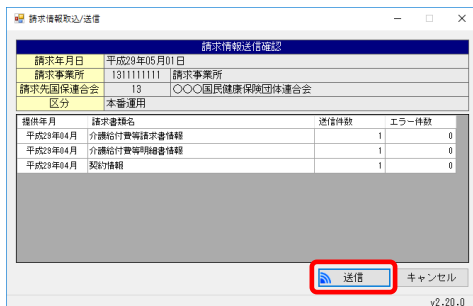 請求情報取込/送信
請求情報送信確認
請求年月日 平成29年05月01日
請求事業所 1311111111 請求事業所
請求先国保連合会 13 〇〇〇国民健康保険団体連合会
区分 本番運用
提供年月 請求書類名 送信件数 エラー件数
平成29年04月 介護給付費等請求書情報 1 0
平成29年04月 介護給付費等明細書情報 1 0
平成29年04月 契約情報 1 0
送信 キャンセル
v2.20.0